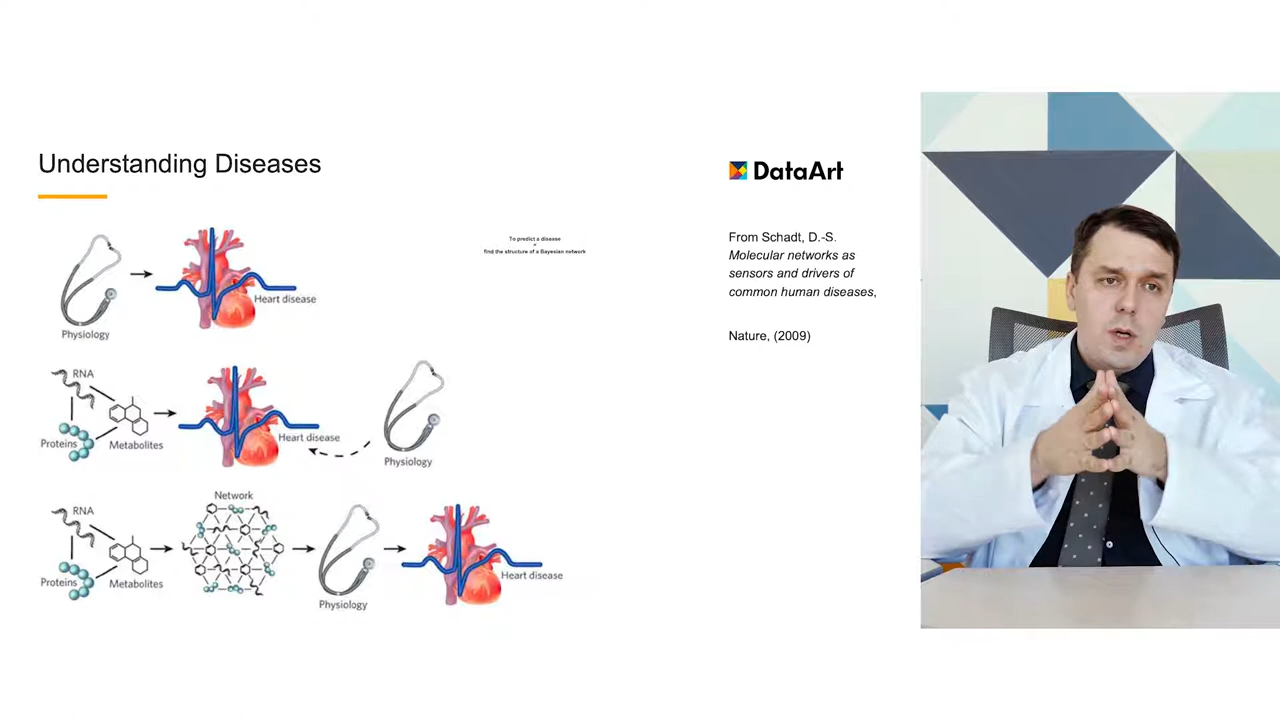 Understanding Diseases
DataArt
To predict a disease
=
find the structure of a Bayesian network
From Schadt, D.-S.
Molecular networks as
sensors and drivers of
common human diseases,
Nature, (2009)
Heart disease
Physiology
RNA
Proteins
Metabolites
Heart disease
Physiology
Network
RNA
Proteins
Metabolites
Physiology
Heart disease